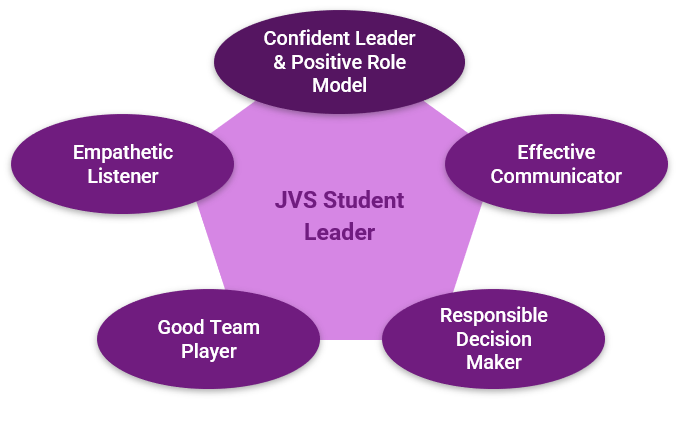 Confident Leader
& Positive Role
Model
Empathetic
Listener
Effective
Communicator
JVS Student
Leader
Good Team
Player
Responsible
Decision
Maker